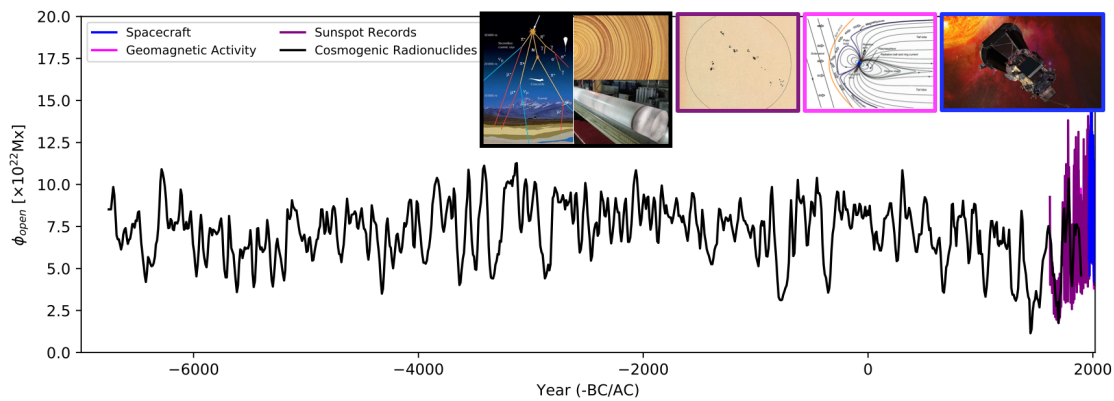 Spacecraft
Geomagnetic Activity
Sunspot Records
Cosmogenic Radionuclides
20.0
17.5
15.0
12.5
10.0
7.5
5.0
2.5
0.0
ϕopen [×10²²Mx]
−6000
−4000
−2000
0
2000
Year (-BC/AC)